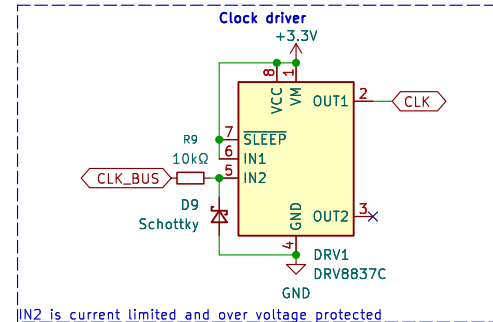 Clock driver
+3.3V
8
1
VCC
VM
OUT1
2
CLK
R9
10kΩ
7
SLEEP
6
IN1
CLK_BUS
5
IN2
D9
Schottky
GND
OUT2
3
4
DRV1
DRV8837C
GND
IN2 is current limited and over voltage protected